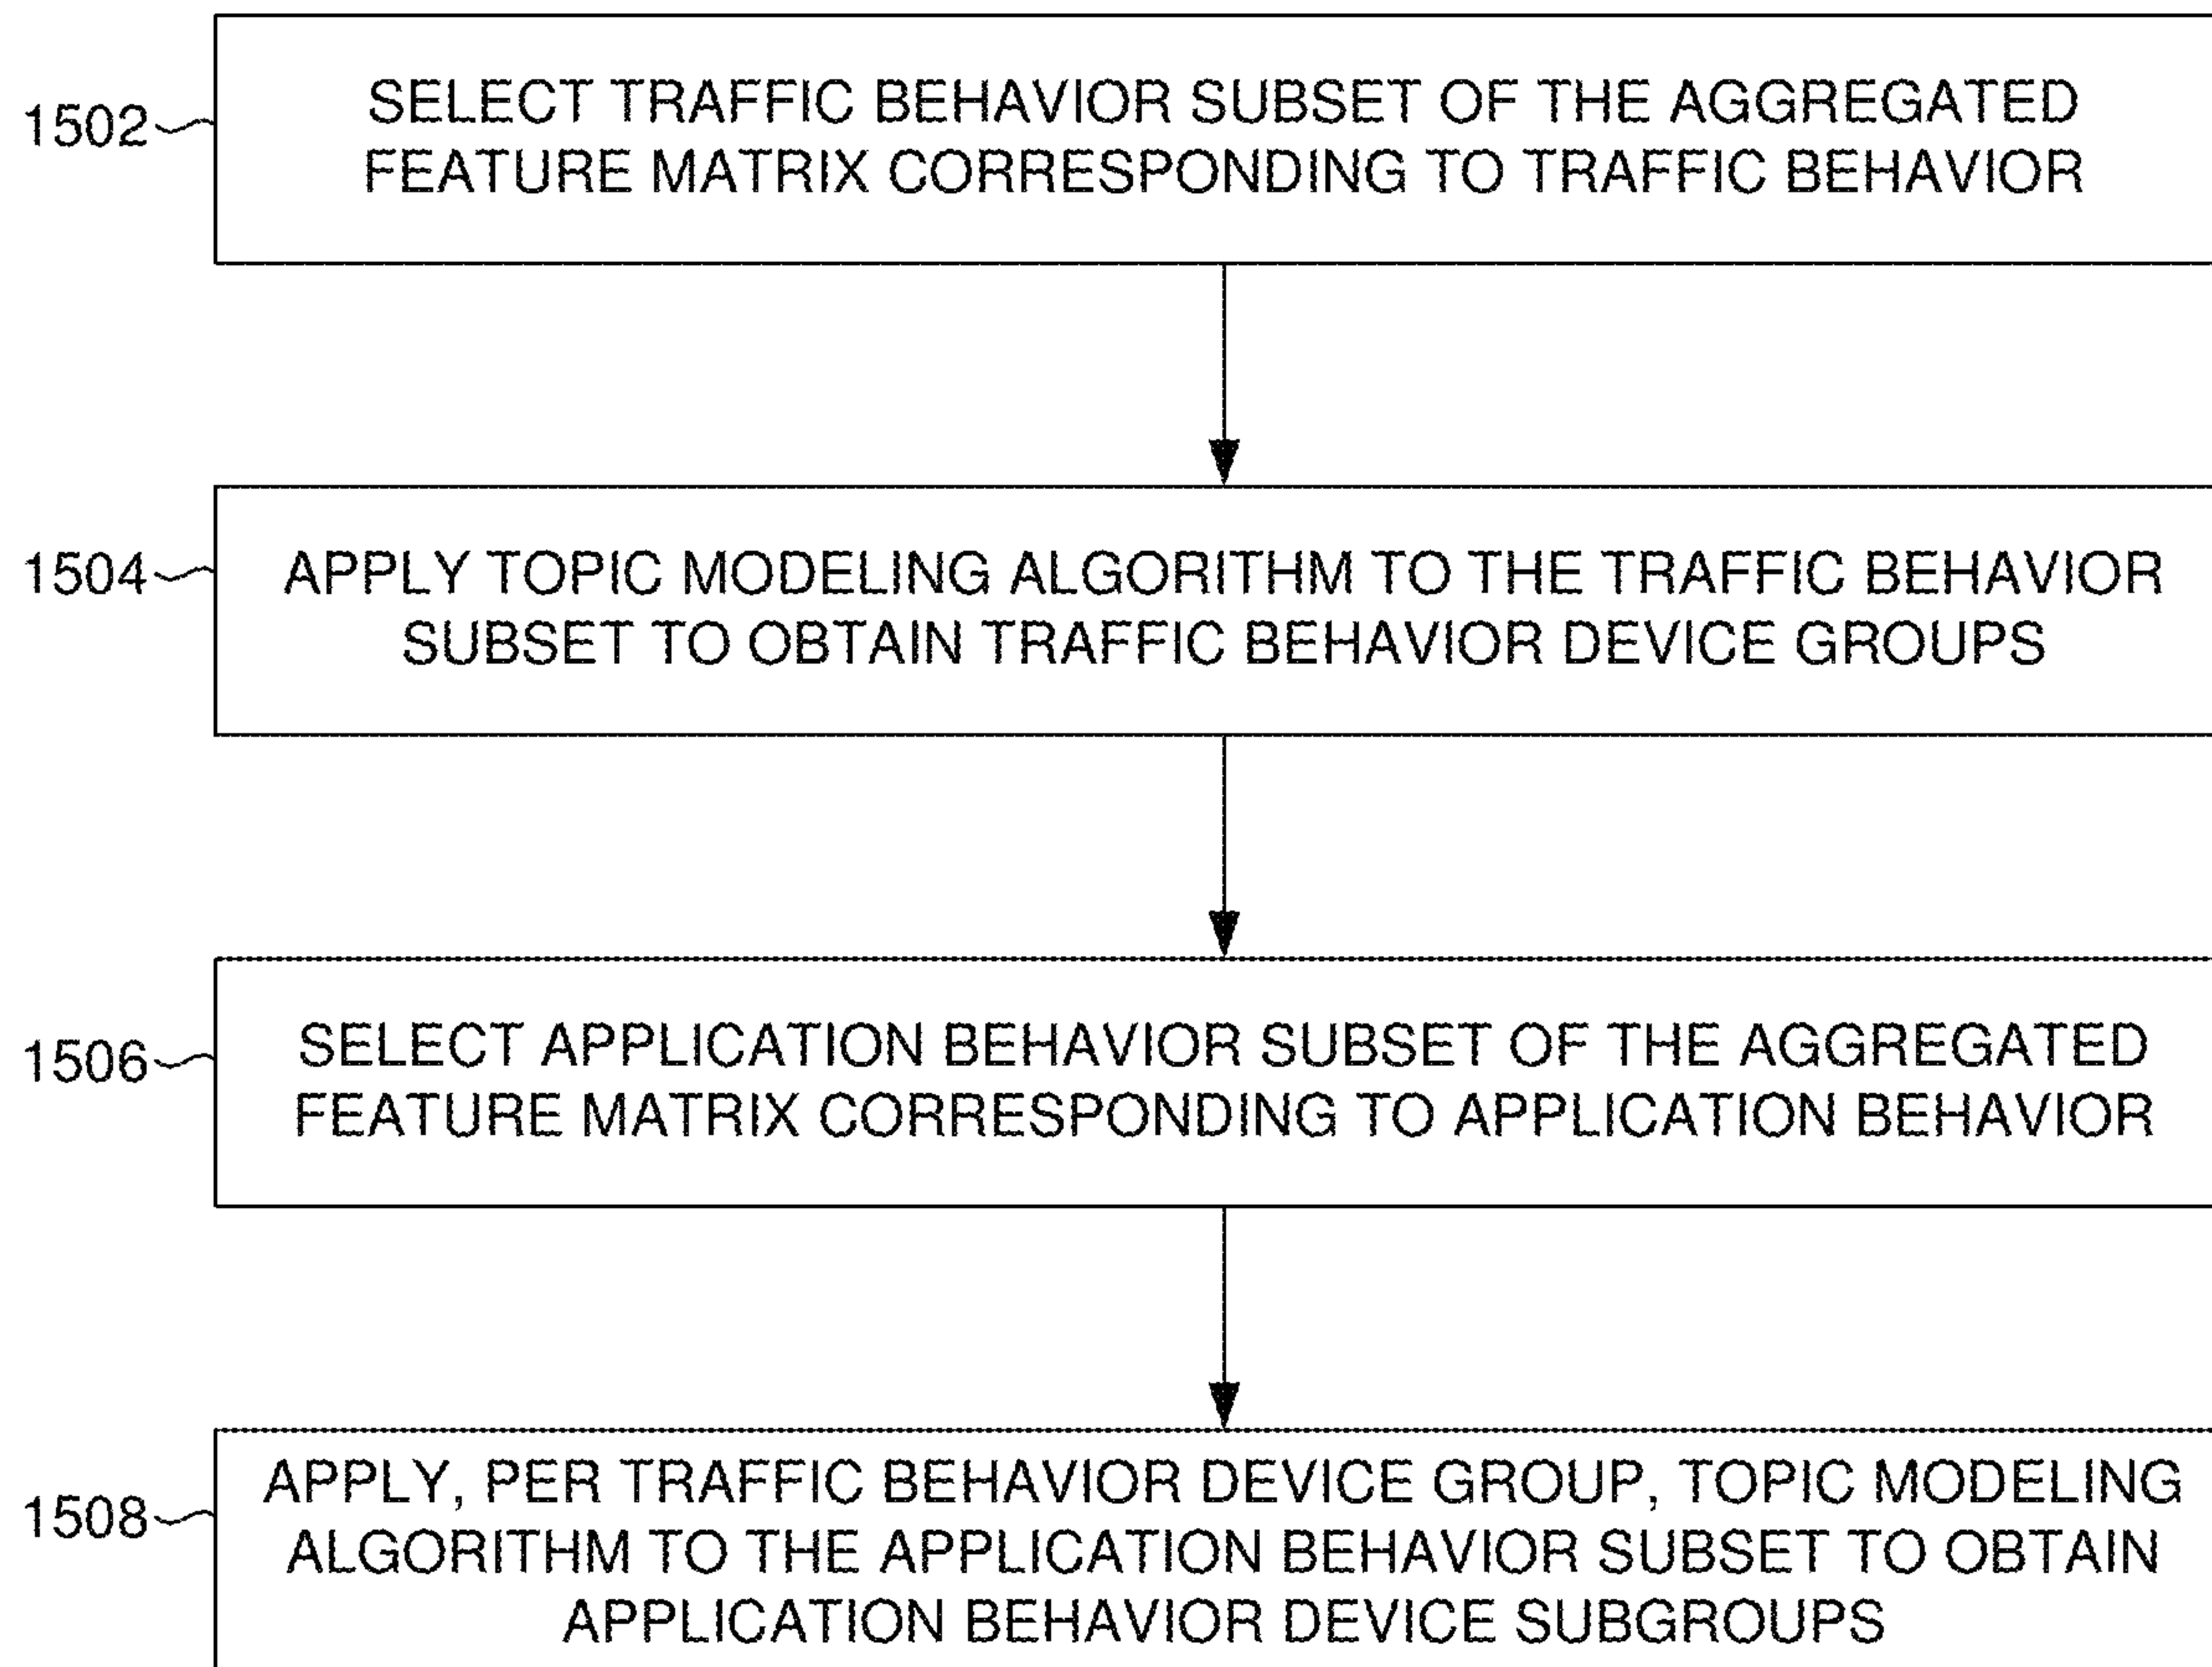 1502
SELECT TRAFFIC BEHAVIOR SUBSET OF THE AGGREGATED
FEATURE MATRIX CORRESPONDING TO TRAFFIC BEHAVIOR
1504
APPLY TOPIC MODELING ALGORITHM TO THE TRAFFIC BEHAVIOR
SUBSET TO OBTAIN TRAFFIC BEHAVIOR DEVICE GROUPS
1506
SELECT APPLICATION BEHAVIOR SUBSET OF THE AGGREGATED
FEATURE MATRIX CORRESPONDING TO APPLICATION BEHAVIOR
1508
APPLY, PER TRAFFIC BEHAVIOR DEVICE GROUP, TOPIC MODELING
ALGORITHM TO THE APPLICATION BEHAVIOR SUBSET TO OBTAIN
APPLICATION BEHAVIOR DEVICE SUBGROUPS